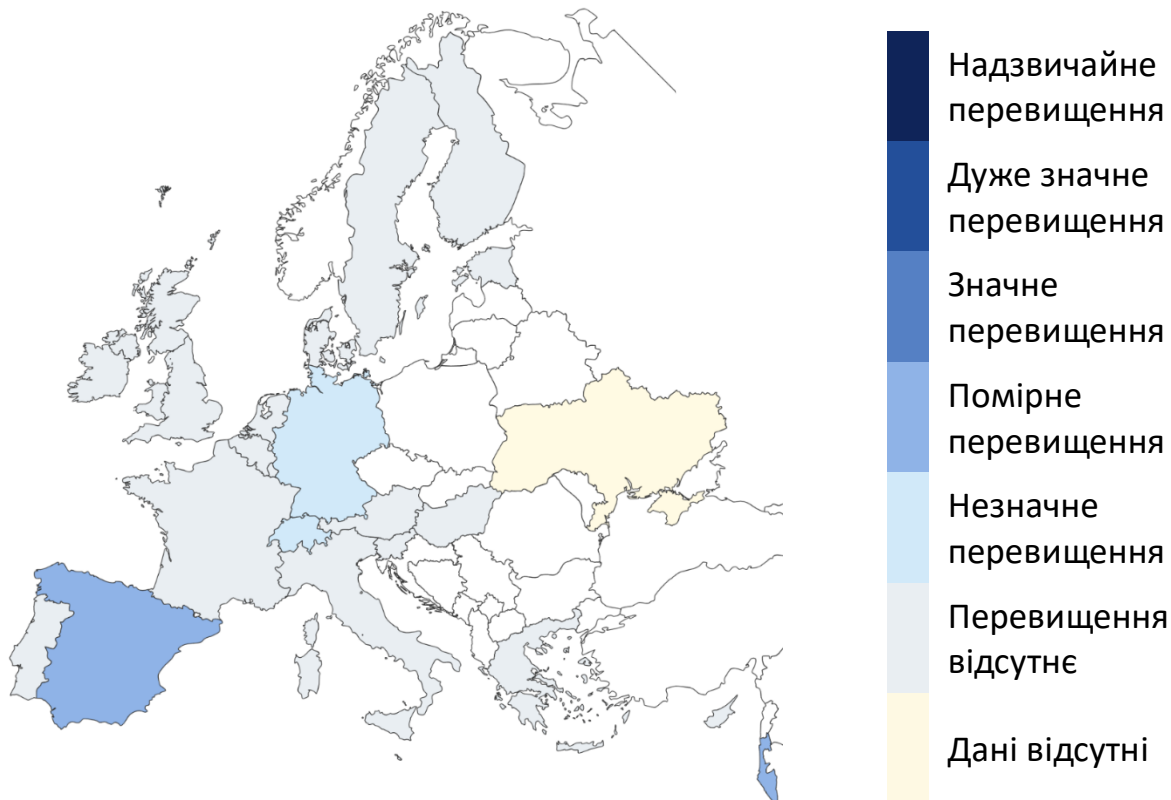 Надзвичайне
перевищення
Дуже значне
перевищення
Значне
перевищення
Помірне
перевищення
Незначне
перевищення
Перевищення
відсутнє
Дані відсутні